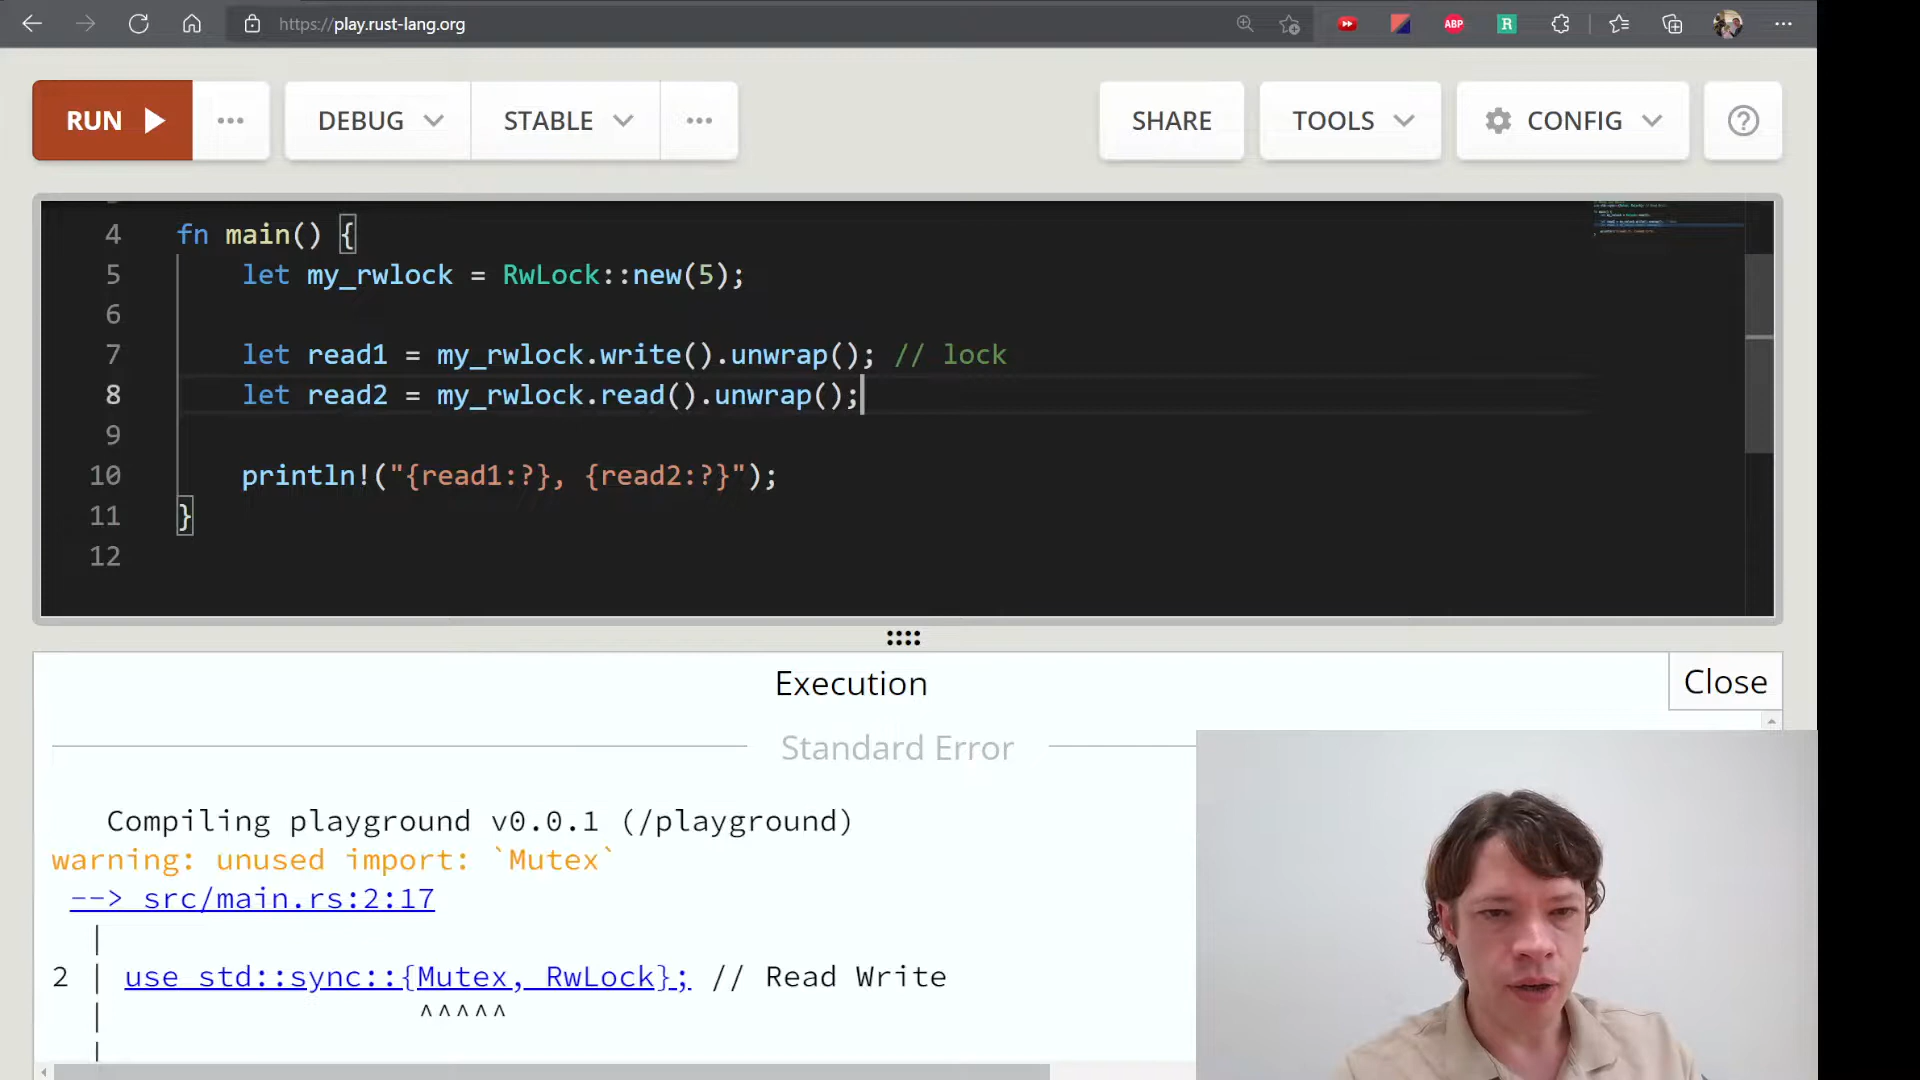 https://play.rust-lang.org
ABP
R
RUN
DEBUG
STABLE
SHARE
TOOLS
CONFIG
4 fn main() {
5 let my_rwlock = RwLock::new(5);
6
7 let read1 = my_rwlock.write().unwrap(); // lock
8 let read2 = my_rwlock.read().unwrap();
9
10 println!("{read1:?}, {read2:?}");
11 }
12
Execution
Close
Standard Error
Compiling playground v0.0.1 (/playground)
warning: unused import: `Mutex`
--> src/main.rs:2:17
|
2 | use std::sync::{Mutex, RwLock}; // Read Write
| ^^^^^
|